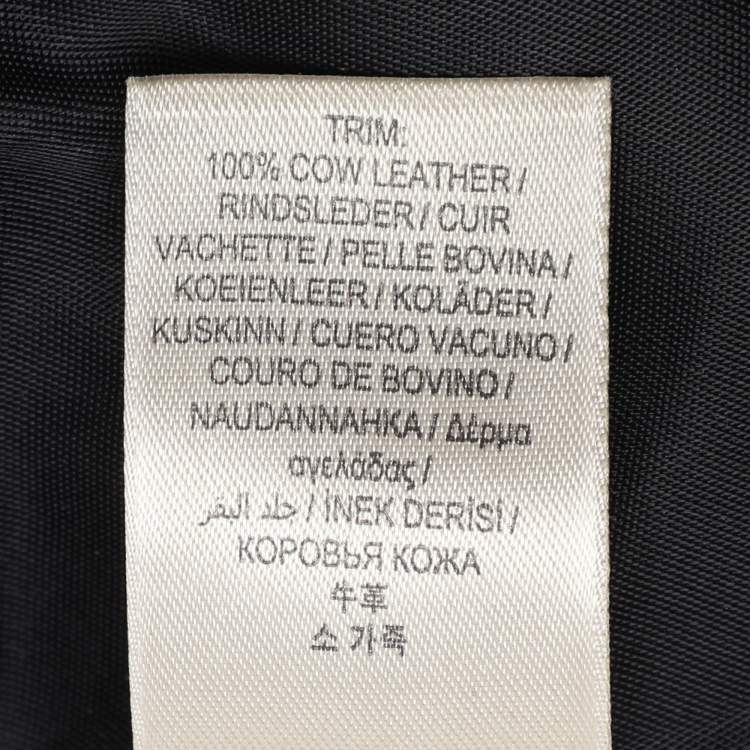 TRIM:
100% COW LEATHER /
RINDSLEDER / CUIR
VACHETTE / PELLE BOVINA /
KOEIENLEER / KOLÄDER /
KUSKINN / CUERO VACUNO /
COURO DE BOVINO /
NAUDANNAHKA / Δέρμα
αγελάδας /
جلد البقر / İNEK DERİSİ /
КОРОВЬЯ КОЖА
牛革
소 가죽